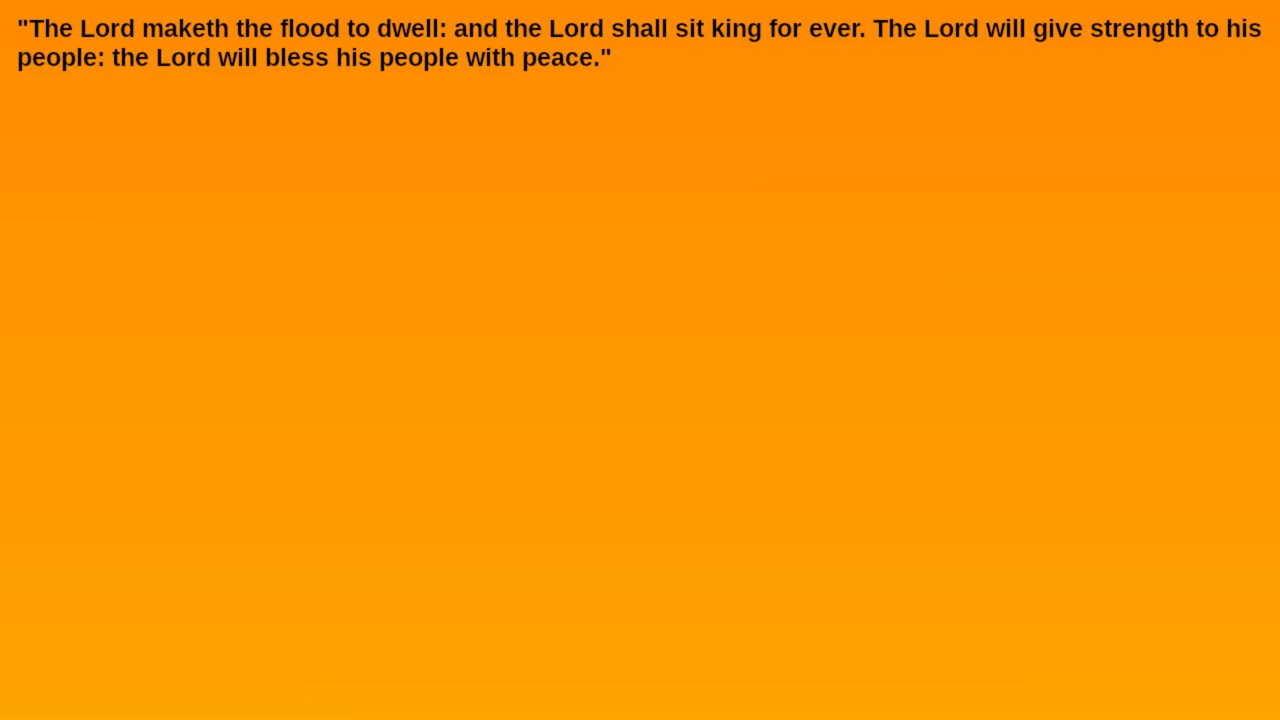 "The Lord maketh the flood to dwell: and the Lord shall sit king for ever. The Lord will give strength to his
people: the Lord will bless his people with peace."